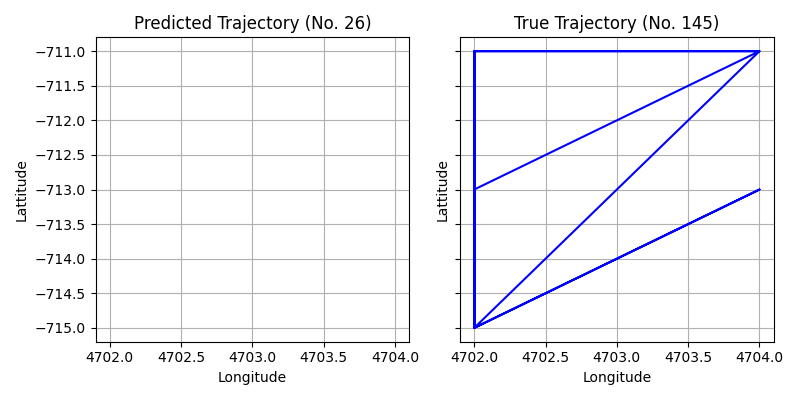 Predicted Trajectory (No. 26)
True Trajectory (No. 145)
Lattitude
−711.0
−711.5
−712.0
−712.5
−713.0
−713.5
−714.0
−714.5
−715.0
4702.0 4702.5 4703.0 4703.5 4704.0
Longitude
Lattitude
4702.0 4702.5 4703.0 4703.5 4704.0
Longitude